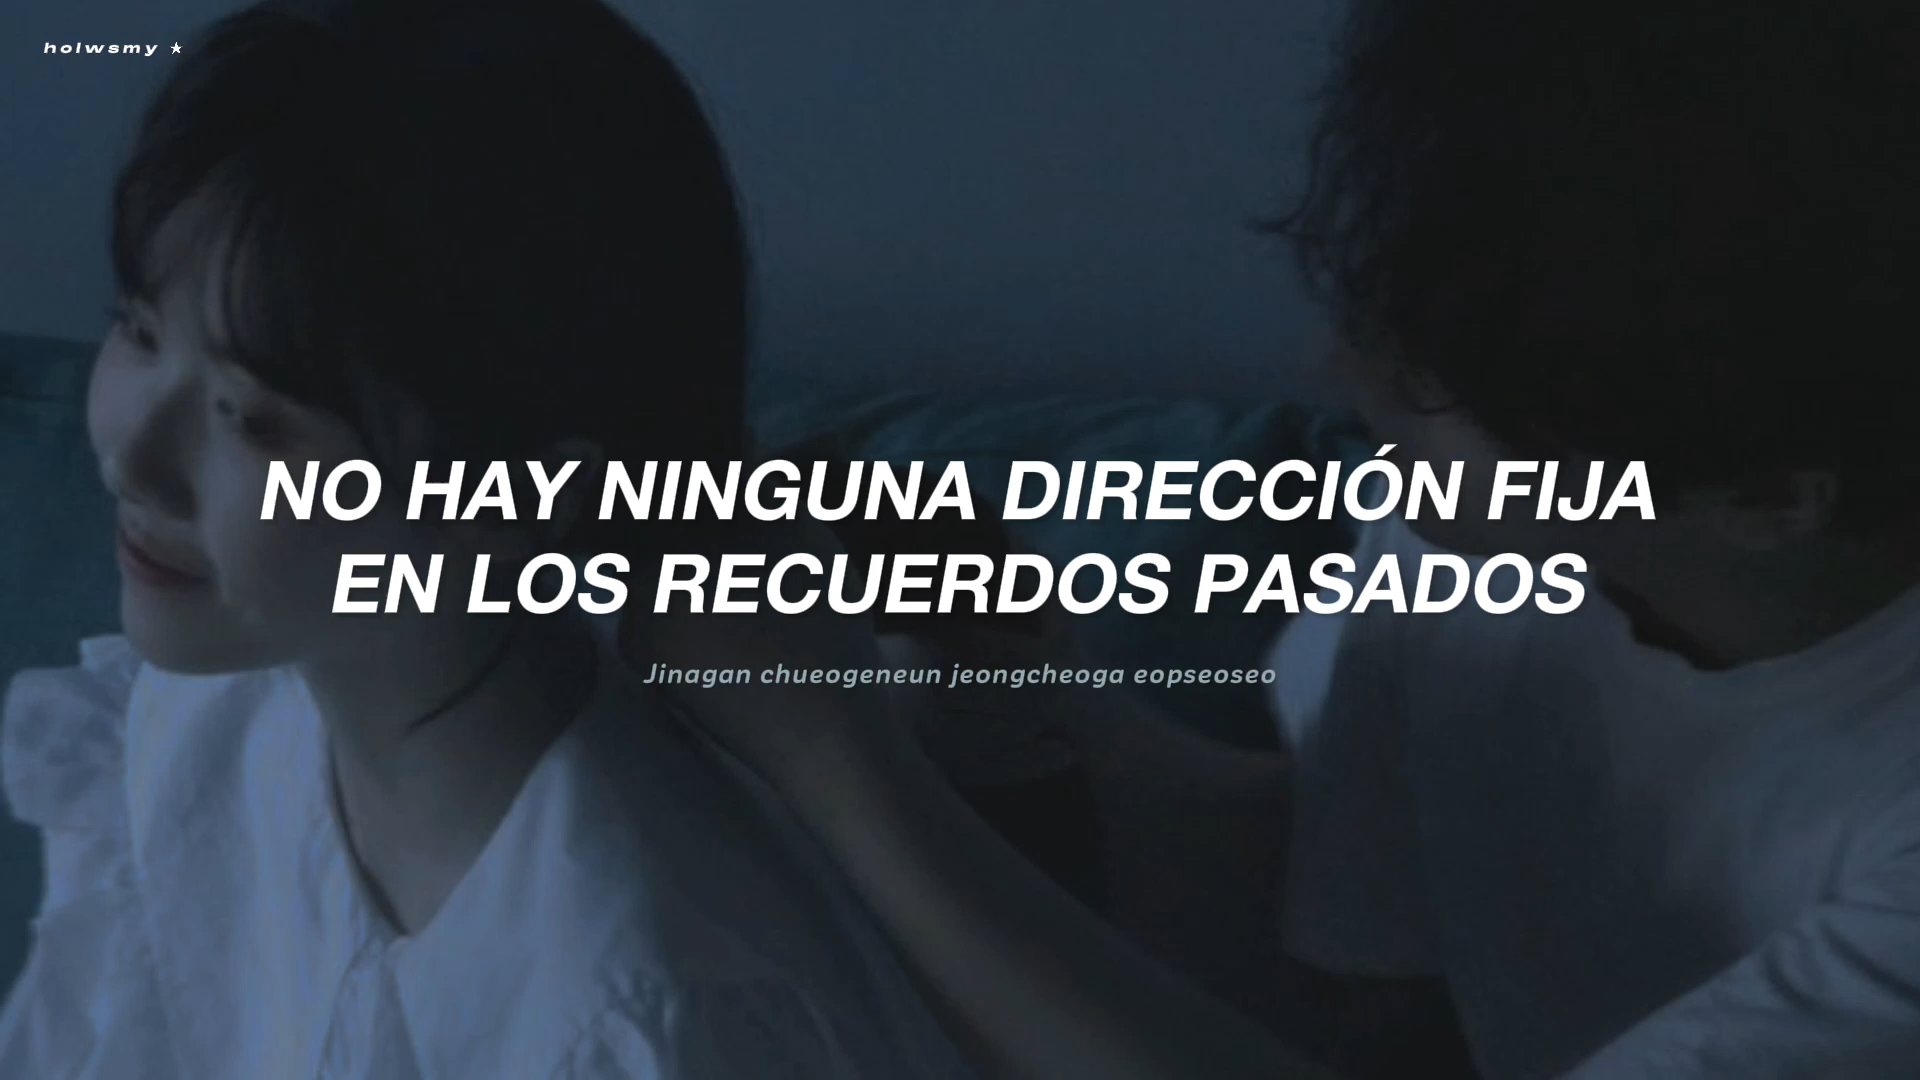 holwsmy ★
NO HAY NINGUNA DIRECCIÓN FIJA
EN LOS RECUERDOS PASADOS
Jinagan chueogeneun jeongcheoga eopseoseo